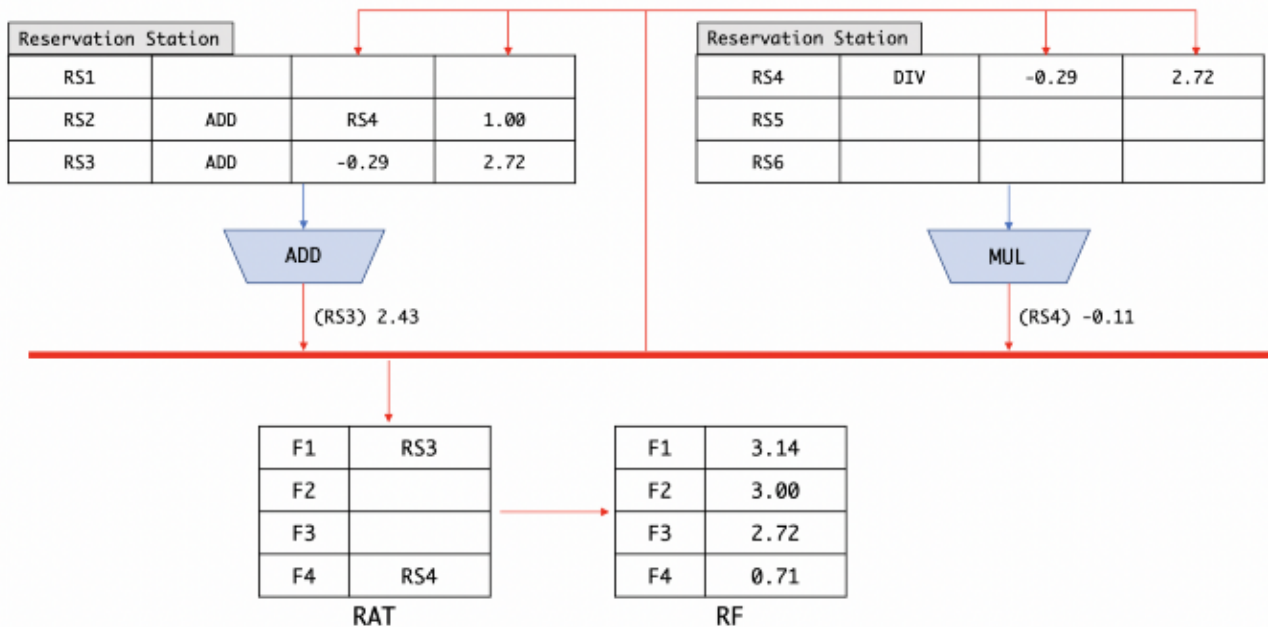 Reservation Station
RS1
RS2 ADD RS4 1.00
RS3 ADD -0.29 2.72
ADD
(RS3) 2.43
Reservation Station
RS4 DIV -0.29 2.72
RS5
RS6
MUL
(RS4) -0.11
F1 RS3
F2
F3
F4 RS4
RAT
F1 3.14
F2 3.00
F3 2.72
F4 0.71
RF